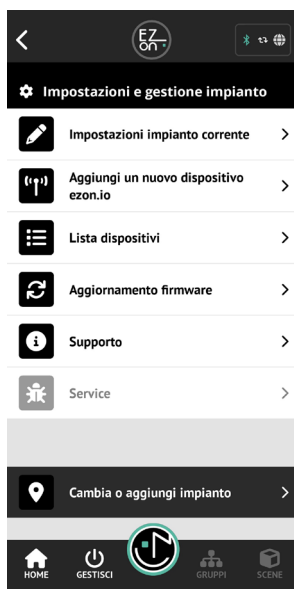 EZ
on
Impostazioni e gestione impianto
Impostazioni impianto corrente
Aggiungi un nuovo dispositivo
ezon.io
Lista dispositivi
Aggiornamento firmware
Supporto
Service
Cambia o aggiungi impianto
HOME
GESTISCI
GRUPPI
SCENE